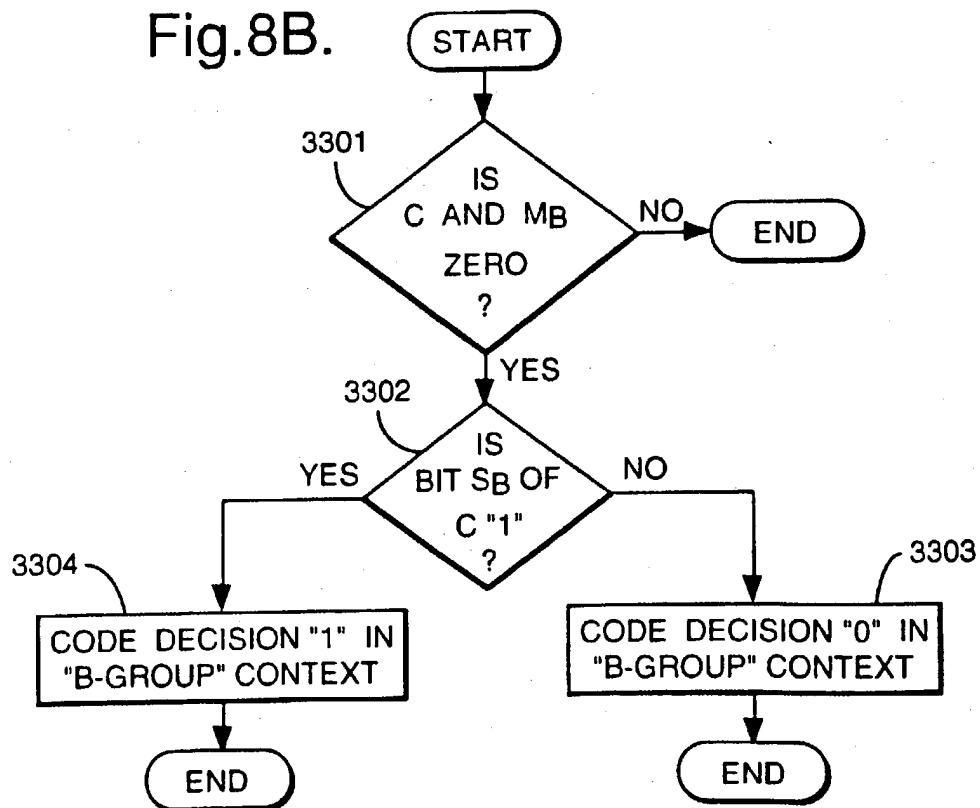 Fig.8B.
START
3301
IS
C AND MB
ZERO
?
NO
END
YES
3302
IS
BIT SB OF
C "1"
?
YES
NO
3304
3303
CODE DECISION "1" IN
"B-GROUP" CONTEXT
CODE DECISION "0" IN
"B-GROUP" CONTEXT
END
END